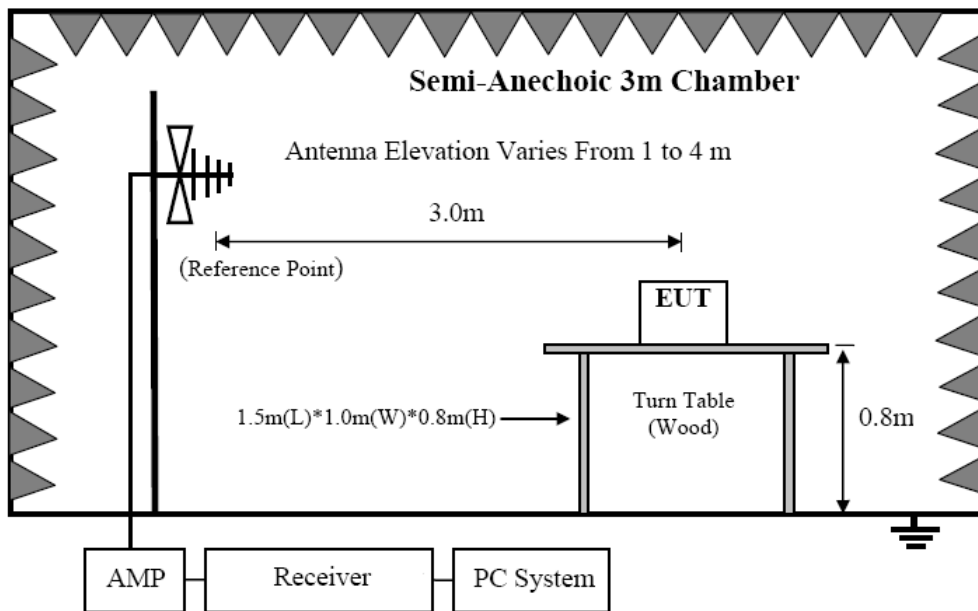 Semi-Anechoic 3m Chamber
Antenna Elevation Varies From 1 to 4 m
3.0m
(Reference Point)
EUT
1.5m(L)*1.0m(W)*0.8m(H)
Turn Table
(Wood)
0.8m
AMP
Receiver
PC System